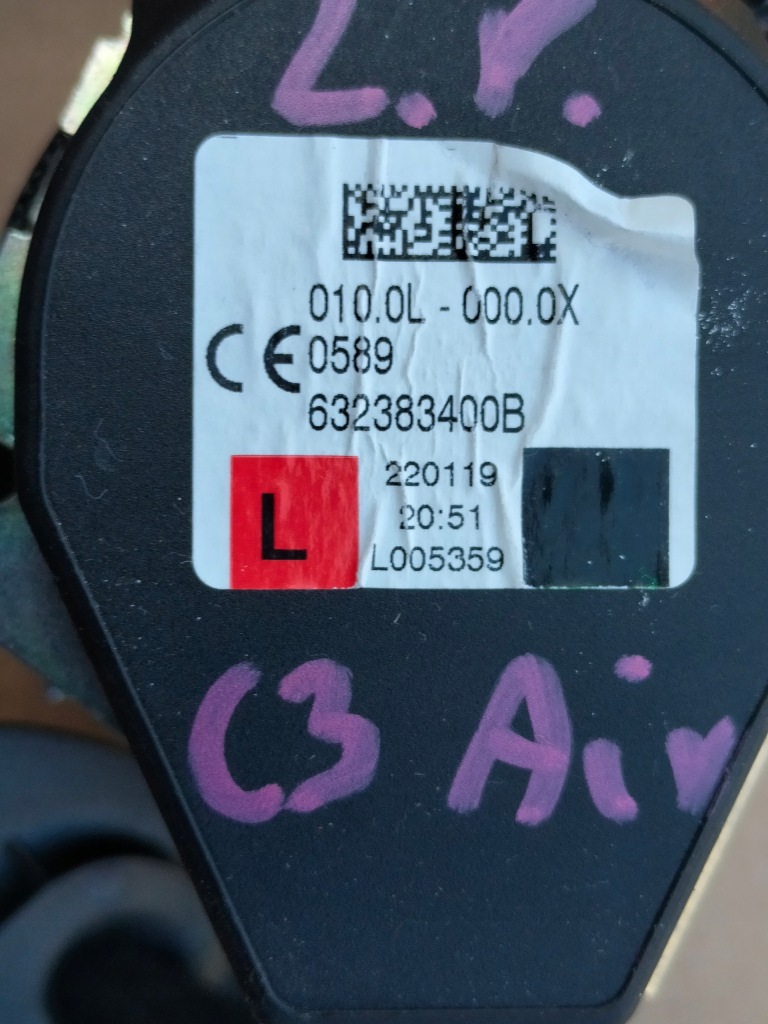 L.P.
010.0L - 000.0X
CE 0589
632383400B
220119
L
20:51
L005359
C3 Air